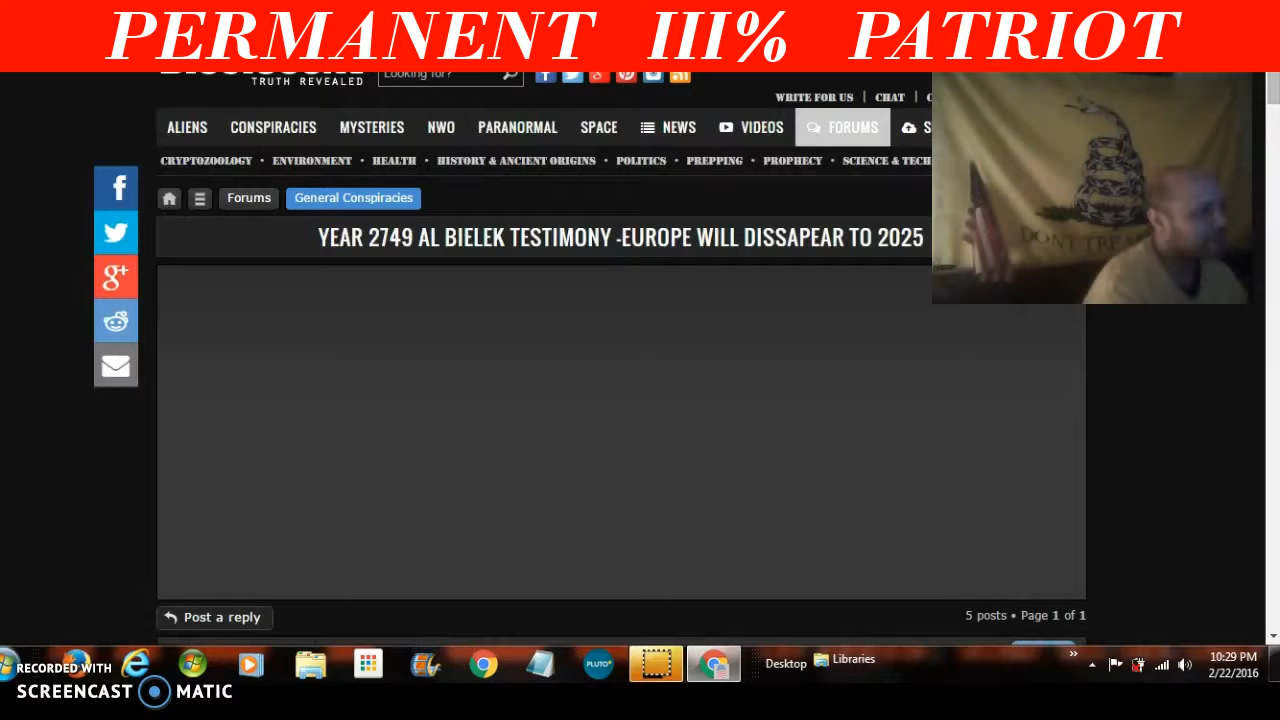 PERMANENT III% PATRIOT
Looking for?
TRUTH REVEALED
WRITE FOR US | CHAT |
ALIENS CONSPIRACIES MYSTERIES NWO PARANORMAL SPACE NEWS VIDEOS FORUMS
CRYPTOZOOLOGY • ENVIRONMENT • HEALTH • HISTORY & ANCIENT ORIGINS • POLITICS • PREPPING • PROPHECY • SCIENCE & TECH
Forums General Conspiracies
YEAR 2749 AL BIELEK TESTIMONY -EUROPE WILL DISSAPEAR TO 2025
DONT TRE
Post a reply
5 posts • Page 1 of 1
PLUTO
Desktop
Libraries
10:29 PM
2/22/2016
RECORDED WITH
SCREENCAST MATIC